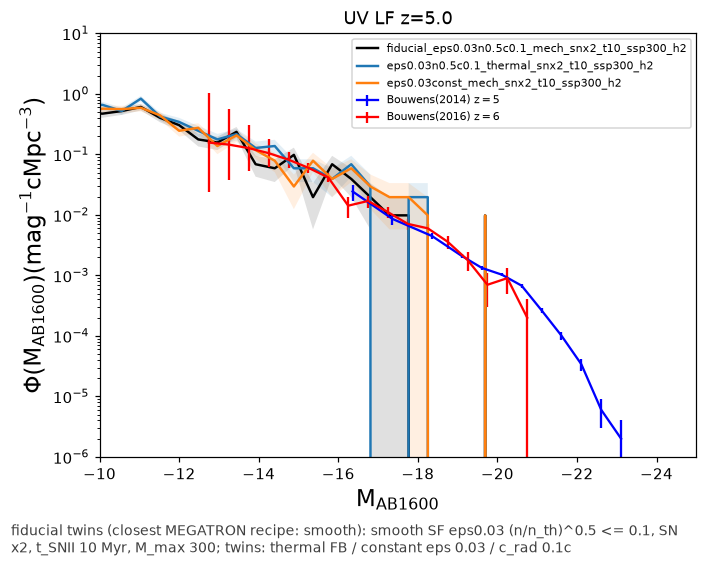 UV LF z=5.0
fiducial_eps0.03n0.5c0.1_mech_snx2_t10_ssp300_h2
eps0.03n0.5c0.1_thermal_snx2_t10_ssp300_h2
eps0.03const_mech_snx2_t10_ssp300_h2
Bouwens(2014) z = 5
Bouwens(2016) z = 6
10^1
10^0
10^−1
10^−2
10^−3
10^−4
10^−5
10^−6
Φ(M_AB1600)(mag^−1cMpc^−3)
−10 −12 −14 −16 −18 −20 −22 −24
M_AB1600
fiducial twins (closest MEGATRON recipe: smooth): smooth SF eps0.03 (n/n_th)^0.5 <= 0.1, SN
x2, t_SNII 10 Myr, M_max 300; twins: thermal FB / constant eps 0.03 / c_rad 0.1c